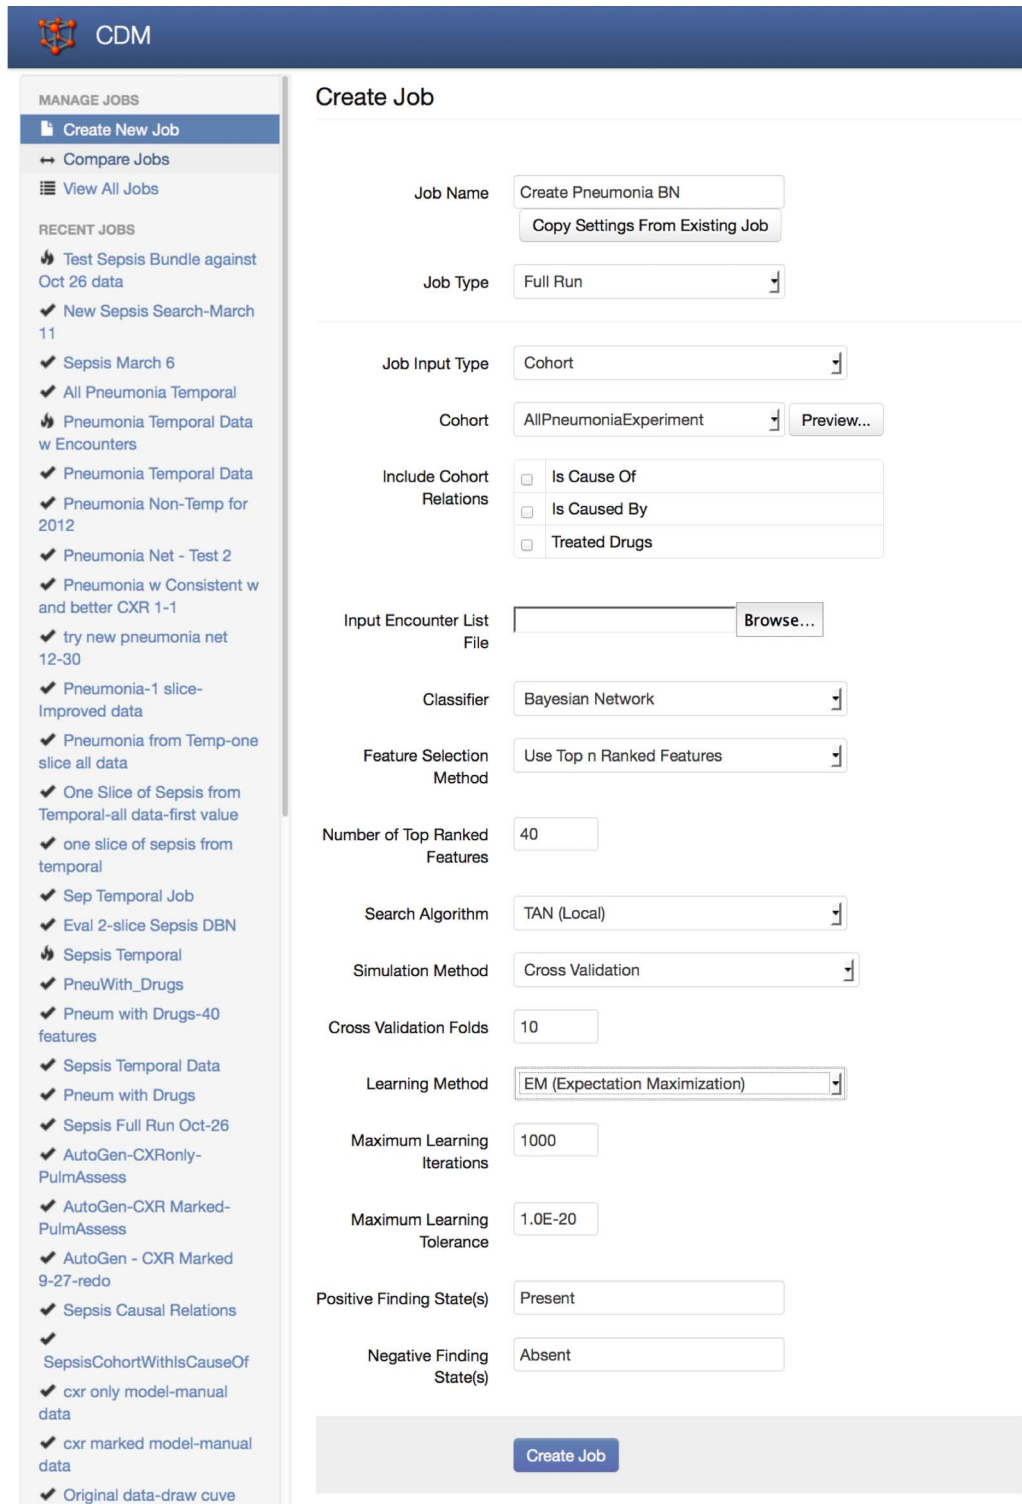 CDM
MANAGE JOBS
Create New Job
Compare Jobs
View All Jobs
RECENT JOBS
Test Sepsis Bundle against
Oct 26 data
New Sepsis Search-March
11
Sepsis March 6
All Pneumonia Temporal
Pneumonia Temporal Data
w Encounters
Pneumonia Temporal Data
Pneumonia Non-Temp for
2012
Pneumonia Net - Test 2
Pneumonia w Consistent w
and better CXR 1-1
try new pneumonia net
12-30
Pneumonia-1 slice-
Improved data
Pneumonia from Temp-one
slice all data
One Slice of Sepsis from
Temporal-all data-first value
one slice of sepsis from
temporal
Sep Temporal Job
Eval 2-slice Sepsis DBN
Sepsis Temporal
PneuWith_Drugs
Pneum with Drugs-40
features
Sepsis Temporal Data
Pneum with Drugs
Sepsis Full Run Oct-26
AutoGen-CXRonly-
PulmAssess
AutoGen-CXR Marked-
PulmAssess
AutoGen - CXR Marked
9-27-redo
Sepsis Causal Relations
SepsisCohortWithIsCauseOf
cxr only model-manual
data
cxr marked model-manual
data
Original data-draw cuve
Create Job
Job Name Create Pneumonia BN
Copy Settings From Existing Job
Job Type Full Run
Job Input Type Cohort
Cohort AllPneumoniaExperiment Preview...
Include Cohort
Relations
Is Cause Of
Is Caused By
Treated Drugs
Input Encounter List
File
Browse...
Classifier Bayesian Network
Feature Selection
Method
Use Top n Ranked Features
Number of Top Ranked
Features
40
Search Algorithm TAN (Local)
Simulation Method Cross Validation
Cross Validation Folds 10
Learning Method EM (Expectation Maximization)
Maximum Learning
Iterations
1000
Maximum Learning
Tolerance
1.0E-20
Positive Finding State(s) Present
Negative Finding
State(s)
Absent
Create Job